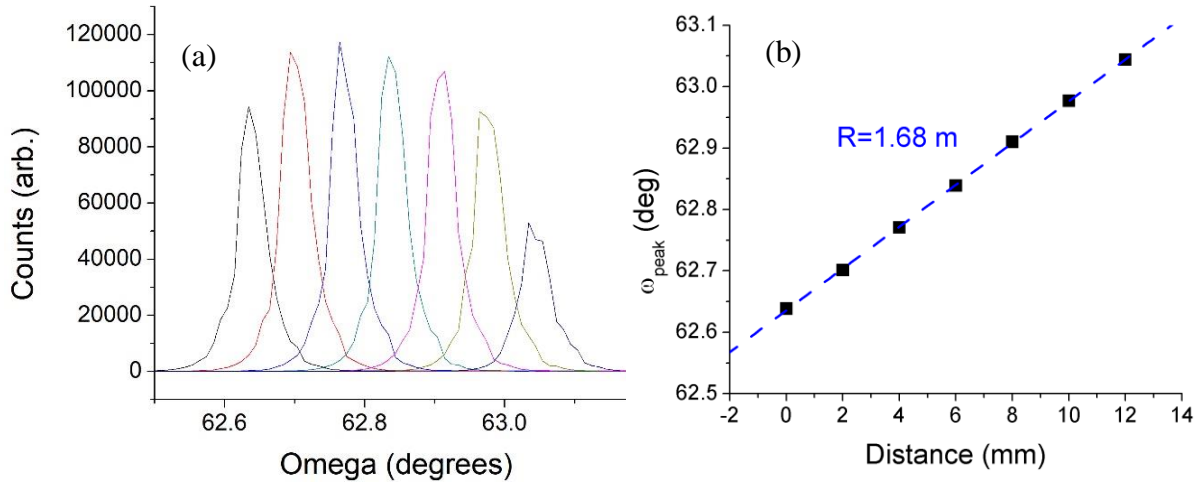 (a)
120000
100000
80000
60000
40000
20000
0
Counts (arb.)
62.6 62.8 63.0
Omega (degrees)
(b)
63.1
63.0
62.9
62.8
62.7
62.6
62.5
ω_peak (deg)
R=1.68 m
-2 0 2 4 6 8 10 12 14
Distance (mm)